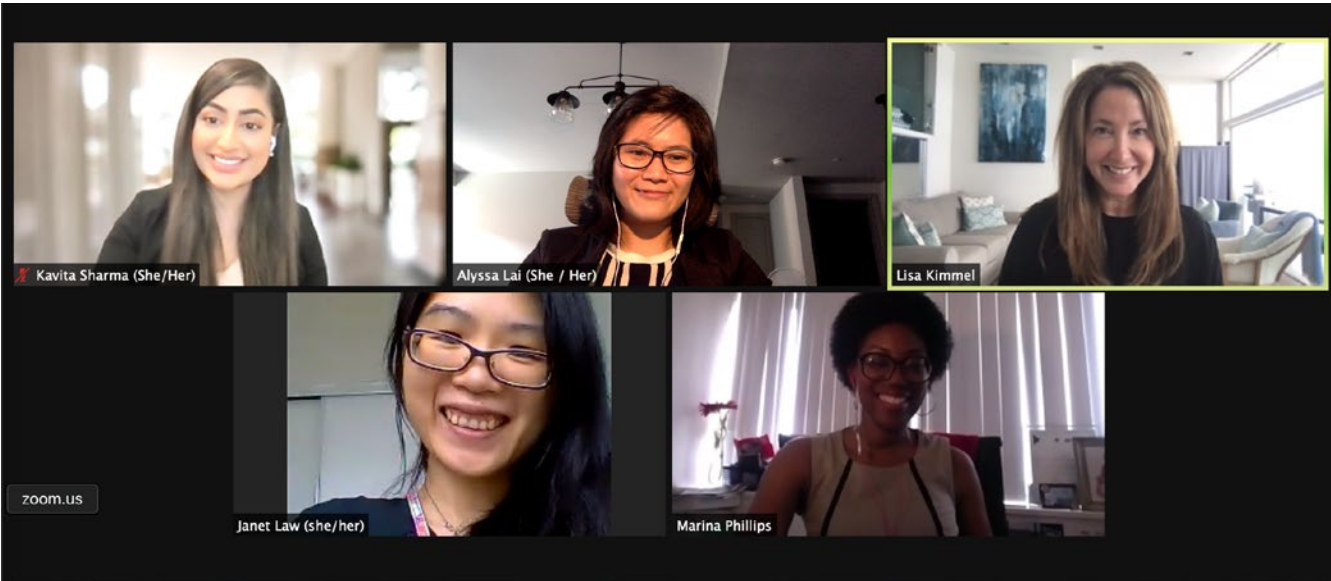 Kavita Sharma (She/Her)
Alyssa Lai (She / Her)
Lisa Kimmel
zoom.us
Janet Law (she/her)
Marina Phillips